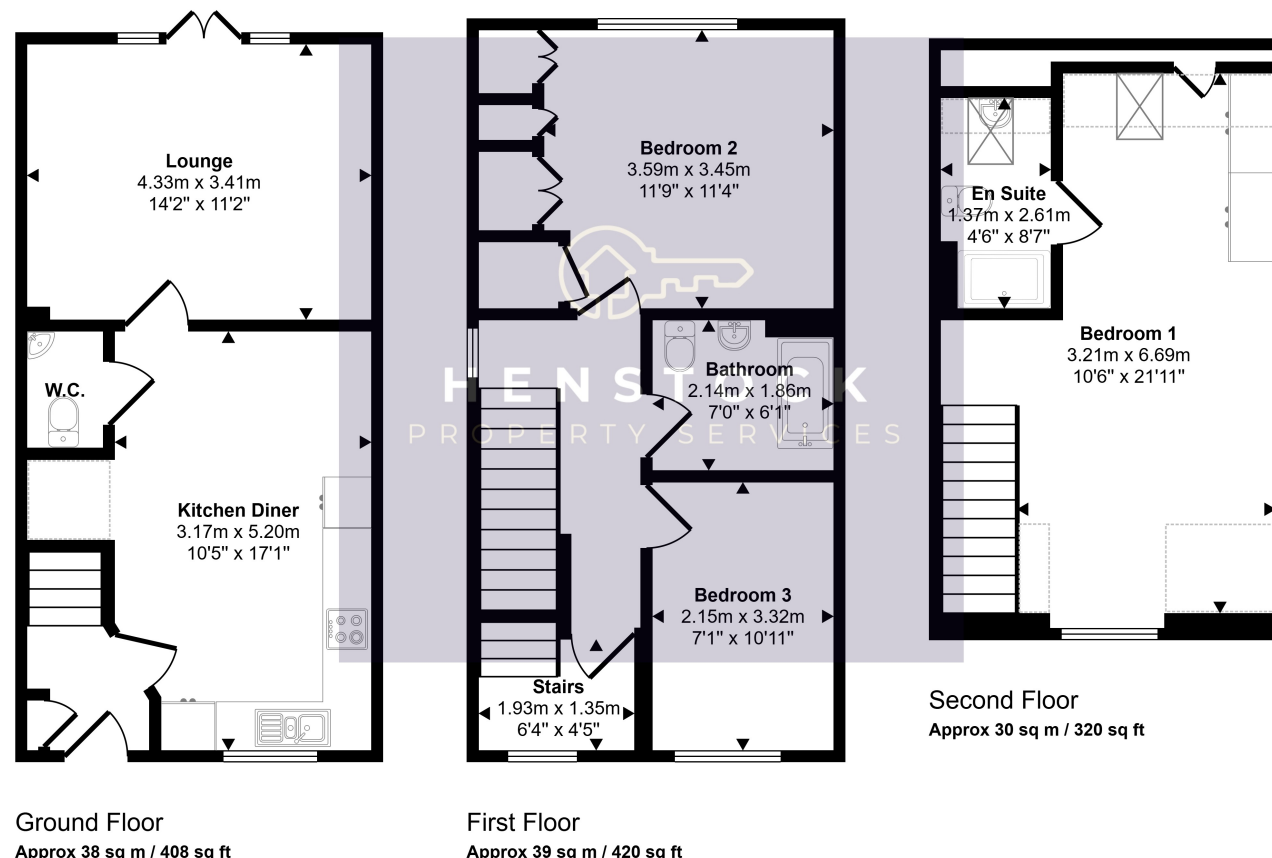 Lounge
4.33m x 3.41m
14'2" x 11'2"
W.C.
Kitchen Diner
3.17m x 5.20m
10'5" x 17'1"
Ground Floor
Approx 38 sq m / 408 sq ft
Bedroom 2
3.59m x 3.45m
11'9" x 11'4"
HENSTOCK
PROPERTY SERVICES
Bathroom
2.14m x 1.86m
7'0" x 6'1"
Bedroom 3
2.15m x 3.32m
7'1" x 10'11"
Stairs
1.93m x 1.35m
6'4" x 4'5"
First Floor
Approx 39 sq m / 420 sq ft
En Suite
1.37m x 2.61m
4'6" x 8'7"
Bedroom 1
3.21m x 6.69m
10'6" x 21'11"
Second Floor
Approx 30 sq m / 320 sq ft